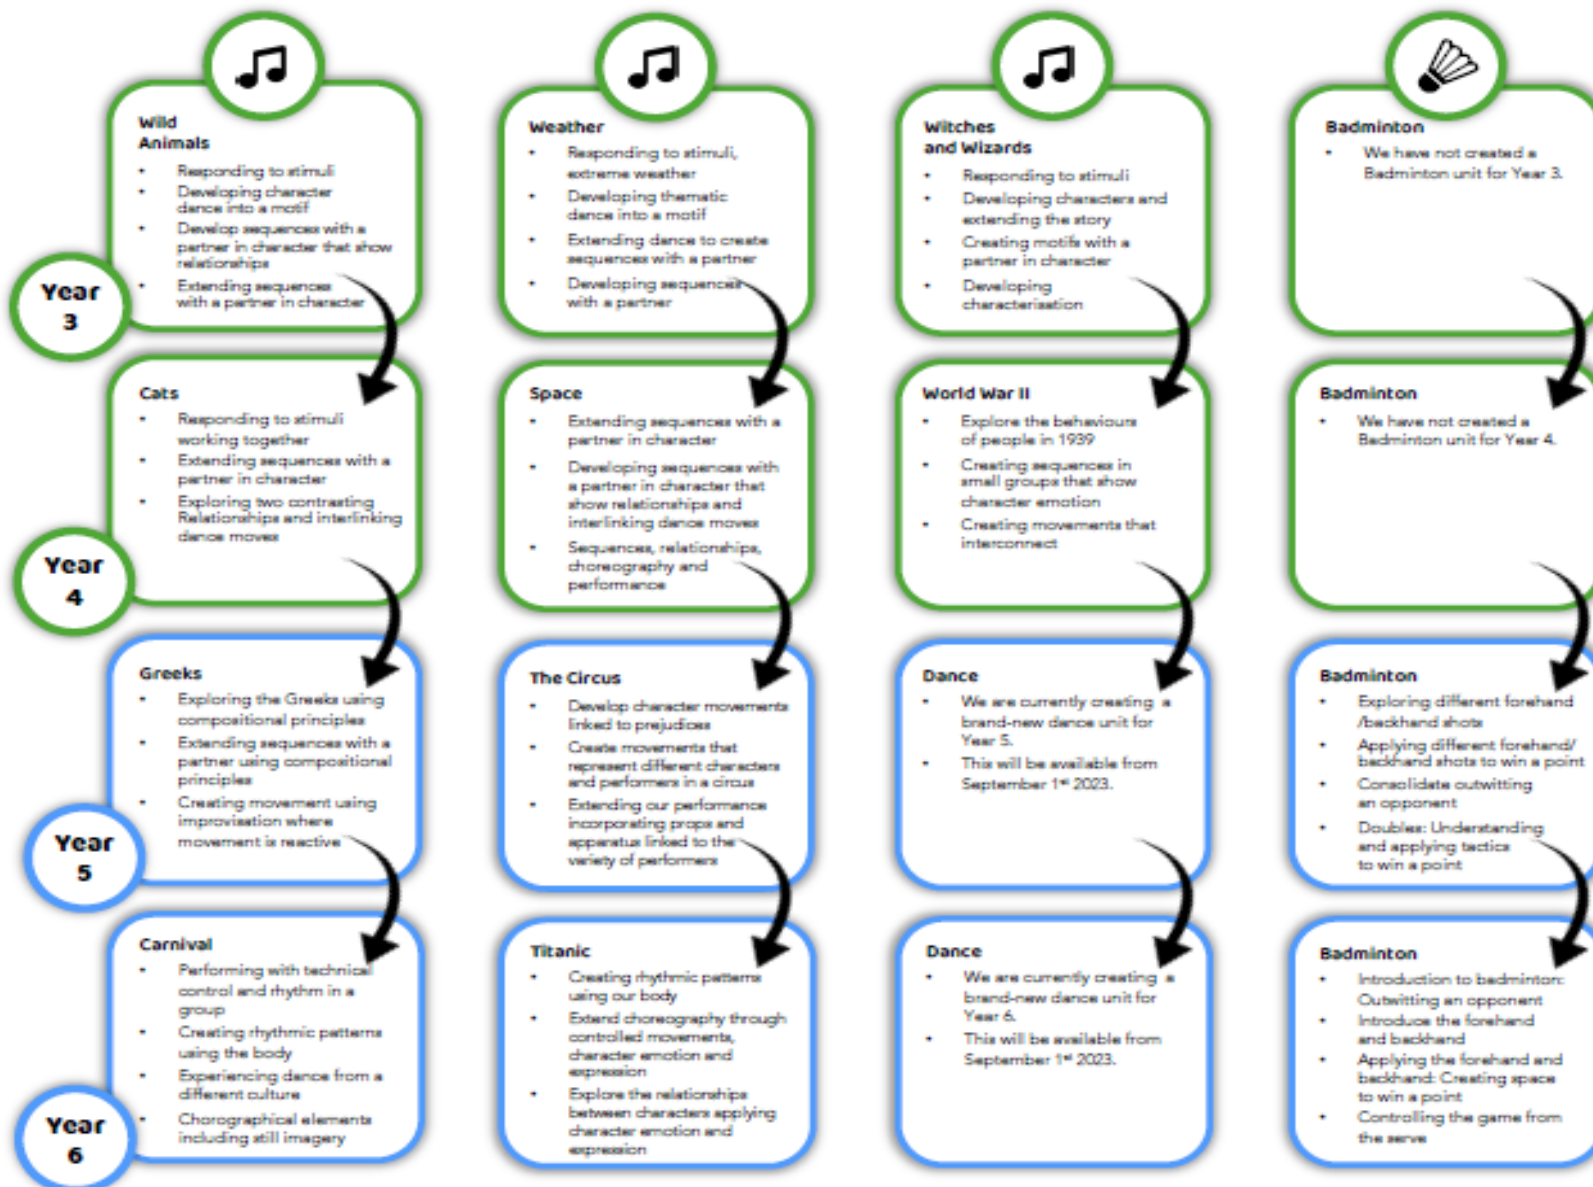 Wild
Animals
• Responding to stimuli
• Developing character
dance into a motif
• Develop sequences with a
partner in character that show
relationships
• Extending sequences
with a partner in character
Weather
• Responding to stimuli,
extreme weather
• Developing thematic
dance into a motif
• Extending dance to create
sequences with a partner
• Developing sequences
with a partner
Witches
and Wizards
• Responding to stimuli
• Developing characters and
extending the story
• Creating motifs with a
partner in character
• Developing
characterisation
Badminton
• We have not created a
Badminton unit for Year 3.
Year
3
Cats
• Responding to stimuli
working together
• Extending sequences with a
partner in character
• Exploring two contrasting
Relationships and interlinking
dance moves
Space
• Extending sequences with a
partner in character
• Developing sequences with
a partner in character that
show relationships and
interlinking dance moves
• Sequences, relationships,
choreography and
performance
World War II
• Explore the behaviours
of people in 1939
• Creating sequences in
small groups that show
character emotion
• Creating movements that
interconnect
Badminton
• We have not created a
Badminton unit for Year 4.
Year
4
Greeks
• Exploring the Greeks using
compositional principles
• Extending sequences with a
partner using compositional
principles
• Creating movement using
improvisation where
movement is reactive
The Circus
• Develop character movements
linked to prejudices
• Create movements that
represent different characters
and performers in a circus
• Extending our performance
incorporating props and
apparatus linked to the
variety of performers
Dance
• We are currently creating a
brand-new dance unit for
Year 5.
• This will be available from
September 1st 2023.
Badminton
• Exploring different forehand
/backhand shots
• Applying different forehand/
backhand shots to win a point
• Consolidate outwitting
an opponent
• Doubles: Understanding
and applying tactics
to win a point
Year
5
Carnival
• Performing with technical
control and rhythm in a
group
• Creating rhythmic patterns
using the body
• Experiencing dance from a
different culture
• Chorographical elements
including still imagery
Titanic
• Creating rhythmic patterns
using our body
• Extend choreography through
controlled movements,
character emotion and
expression
• Explore the relationships
between characters applying
character emotion and
expression
Dance
• We are currently creating a
brand-new dance unit for
Year 6.
• This will be available from
September 1st 2023.
Badminton
• Introduction to badminton:
Outwitting an opponent
• Introduce the forehand
and backhand
• Applying the forehand and
backhand: Creating space
to win a point
• Controlling the game from
the serve
Year
6